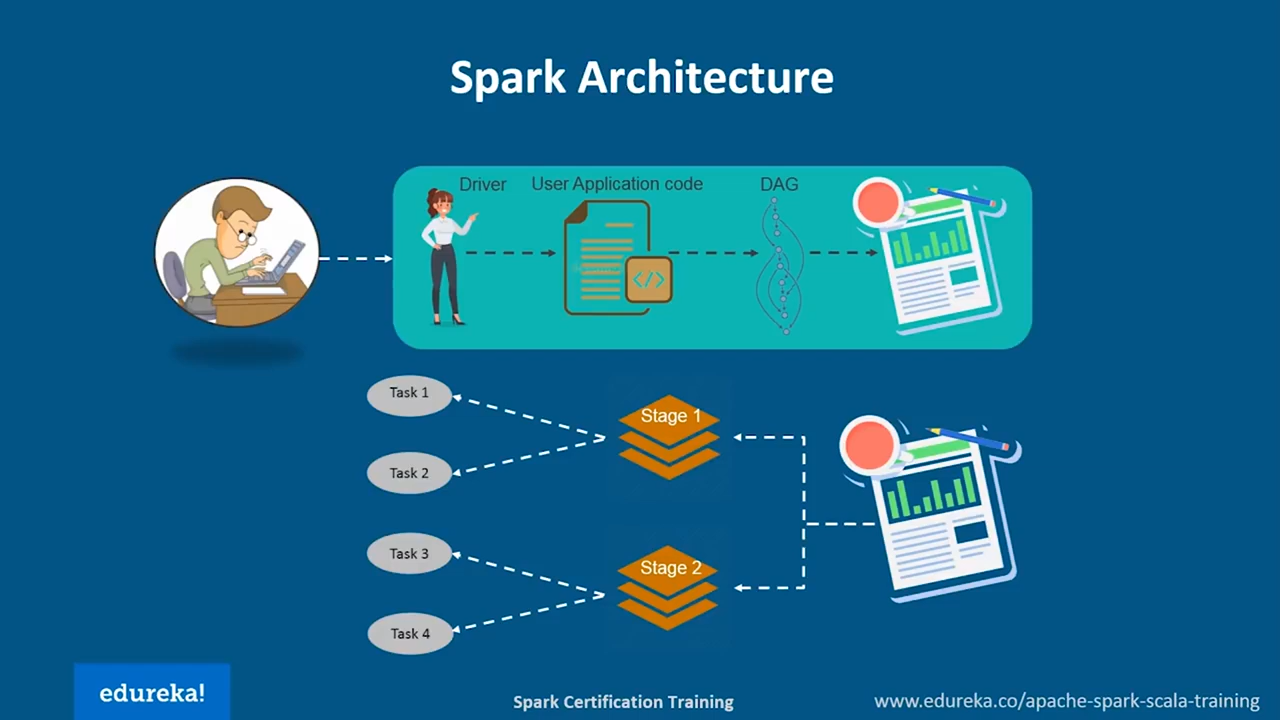 Spark Architecture
Driver
User Application code
DAG
</>
Task 1
Stage 1
Task 2
Task 3
Stage 2
Task 4
edureka!
Spark Certification Training
www.edureka.co/apache-spark-scala-training